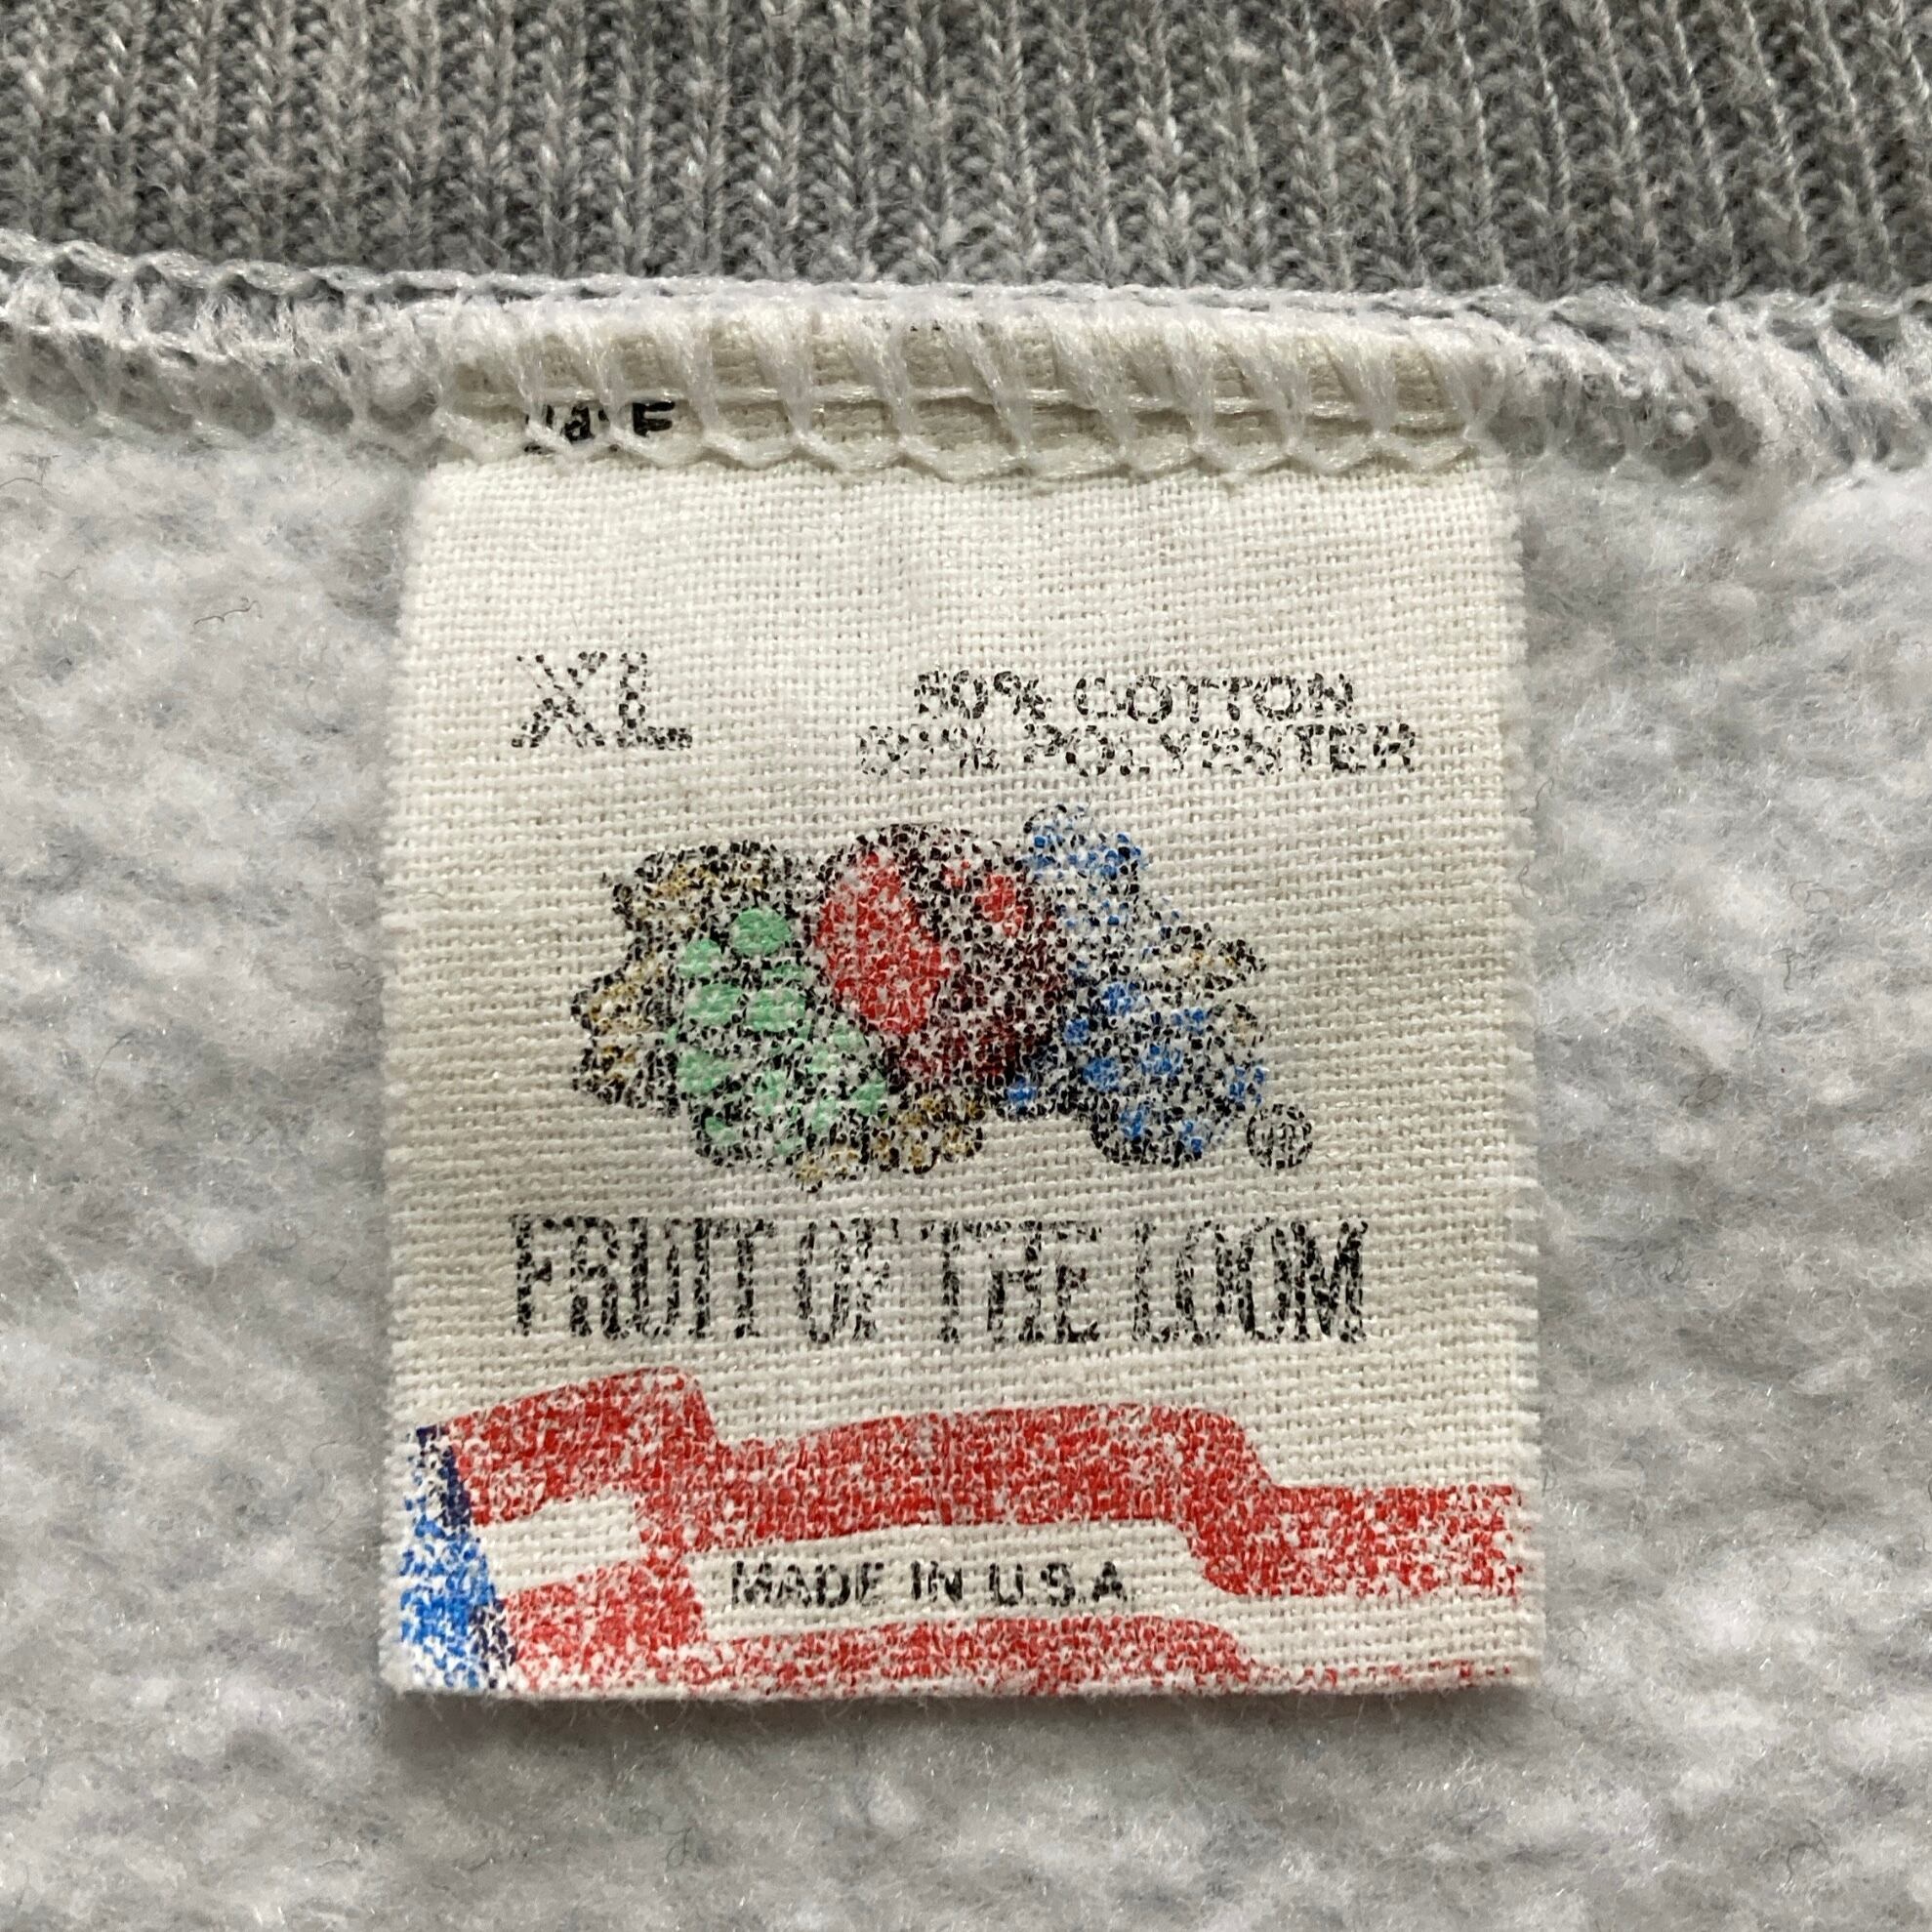 XL
50% COTTON
50% POLYESTER
®
FRUIT OF THE LOOM
MADE IN U.S.A